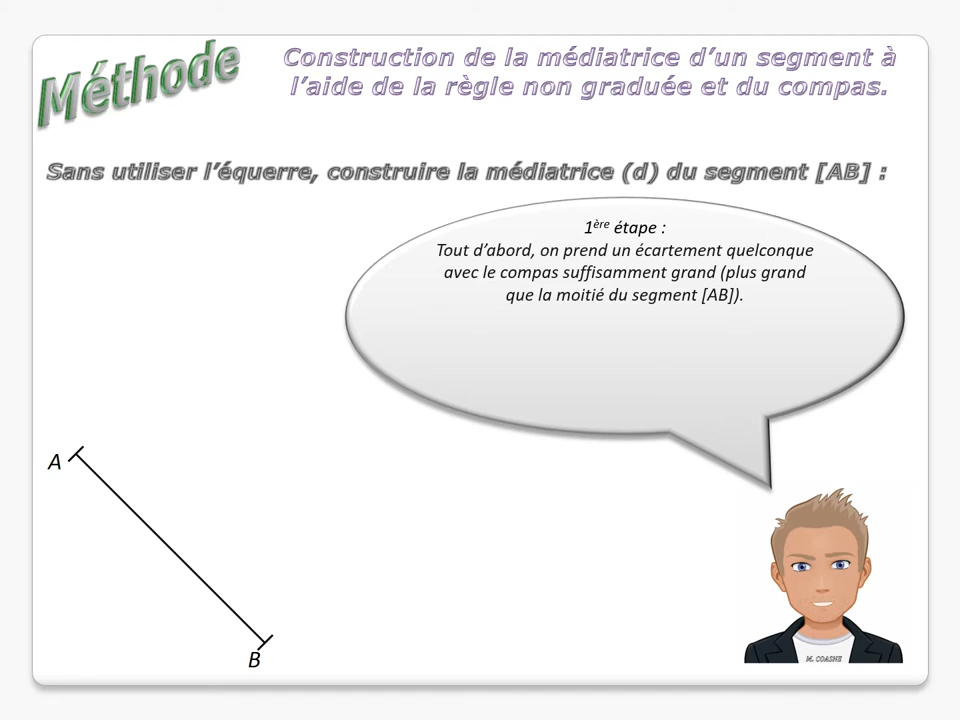 Méthode
Construction de la médiatrice d’un segment à
l’aide de la règle non graduée et du compas.
Sans utiliser l’équerre, construire la médiatrice (d) du segment [AB] :
1ère étape :
Tout d’abord, on prend un écartement quelconque
avec le compas suffisamment grand (plus grand
que la moitié du segment [AB]).
A
B
M. COASNE